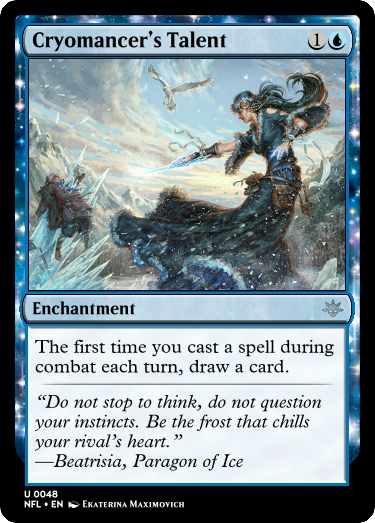 Cryomancer's Talent 1
Enchantment
The first time you cast a spell during
combat each turn, draw a card.
“Do not stop to think, do not question
your instincts. Be the frost that chills
your rival's heart.”
—Beatrisia, Paragon of Ice
U 0048
NFL • EN Ekaterina Maximovich